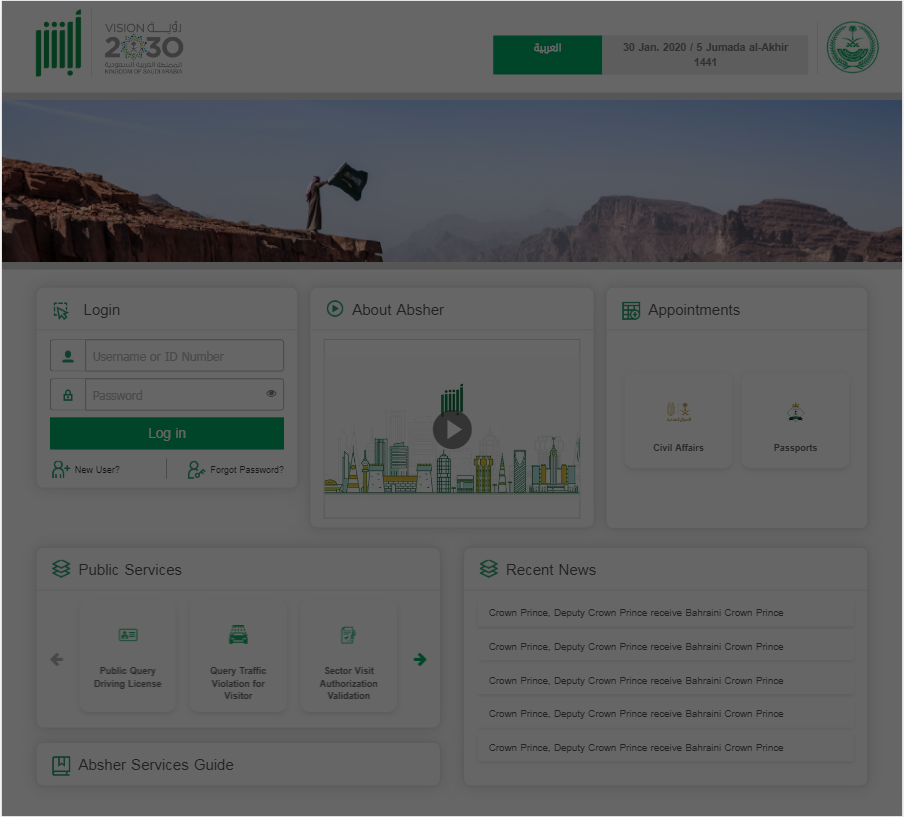 أبشر
VISION رؤية
2030
المملكة العربية السعودية
KINGDOM OF SAUDI ARABIA
العربية
30 Jan. 2020 / 5 Jumada al-Akhir
1441
Login
Username or ID Number
Password
Log in
New User?
Forgot Password?
About Absher
أبشر
Appointments
Civil Affairs
Passports
Public Services
Public Query
Driving License
Query Traffic
Violation for
Visitor
Sector Visit
Authorization
Validation
Absher Services Guide
Recent News
Crown Prince, Deputy Crown Prince receive Bahraini Crown Prince
Crown Prince, Deputy Crown Prince receive Bahraini Crown Prince
Crown Prince, Deputy Crown Prince receive Bahraini Crown Prince
Crown Prince, Deputy Crown Prince receive Bahraini Crown Prince
Crown Prince, Deputy Crown Prince receive Bahraini Crown Prince